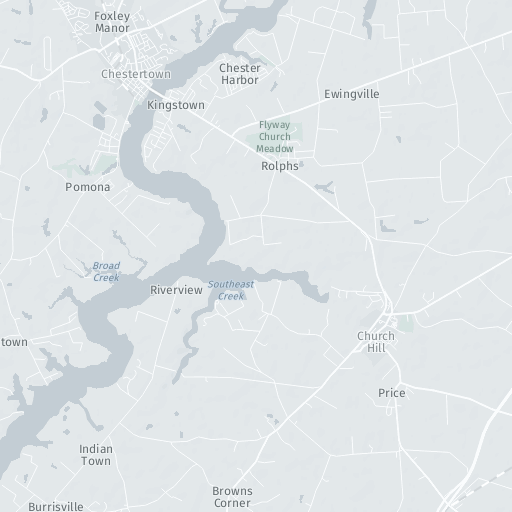 Foxley
Manor
Chestertown
Chester
Harbor
Kingstown
Ewingville
Flyway
Church
Meadow
Rolphs
Pomona
Broad
Creek
Riverview
Southeast
Creek
town
Church
Hill
Price
Indian
Town
Browns
Corner
Burrisville